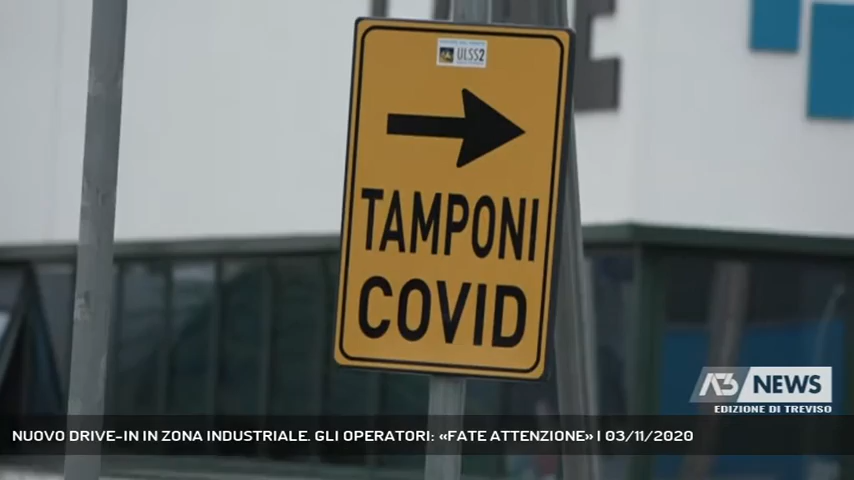 ULSS2
TAMPONI
COVID
A3 NEWS
EDIZIONE DI TREVISO
NUOVO DRIVE-IN IN ZONA INDUSTRIALE. GLI OPERATORI: «FATE ATTENZIONE» | 03/11/2020